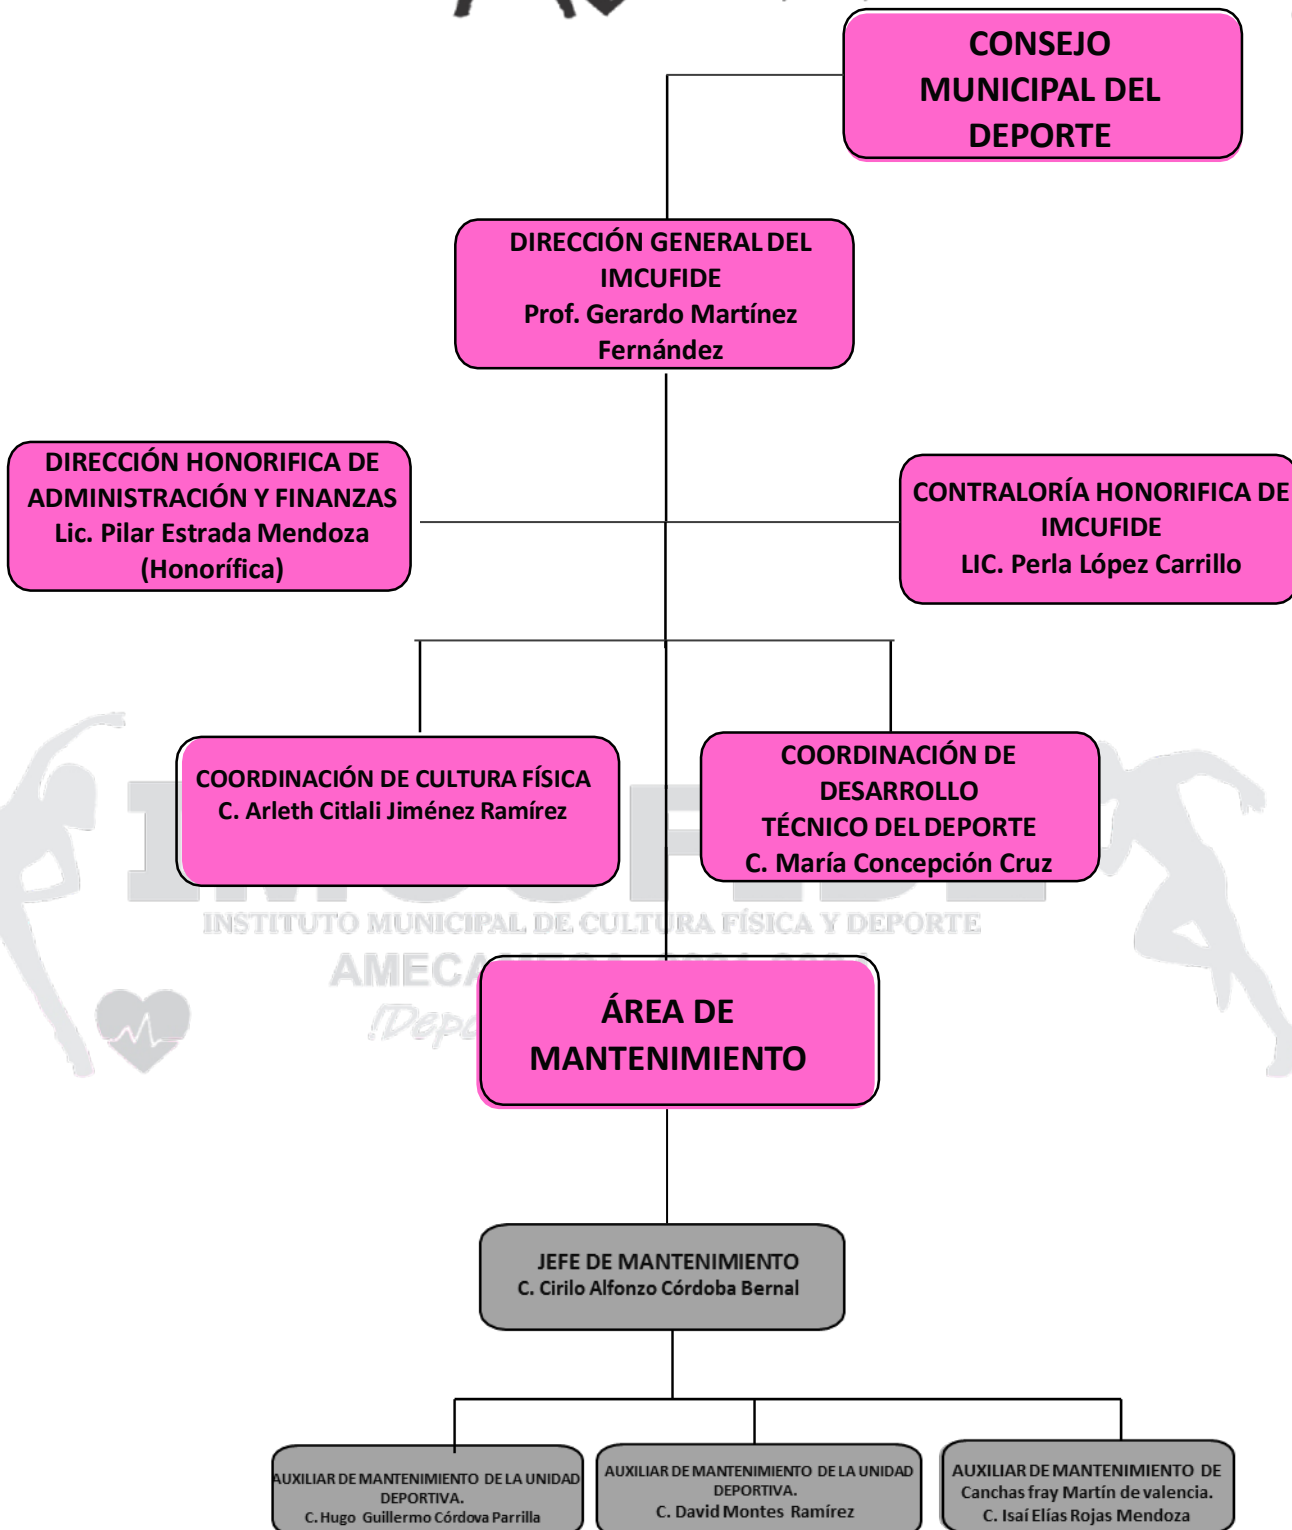 CONSEJO
MUNICIPAL DEL
DEPORTE
DIRECCIÓN GENERAL DEL
IMCUFIDE
Prof. Gerardo Martínez
Fernández
DIRECCIÓN HONORIFICA DE
ADMINISTRACIÓN Y FINANZAS
Lic. Pilar Estrada Mendoza
(Honorífica)
CONTRALORÍA HONORIFICA DE
IMCUFIDE
LIC. Perla López Carrillo
COORDINACIÓN DE CULTURA FÍSICA
C. Arleth Citlali Jiménez Ramírez
COORDINACIÓN DE
DESARROLLO
TÉCNICO DEL DEPORTE
C. María Concepción Cruz
INSTITUTO MUNICIPAL DE CULTURA FÍSICA Y DEPORTE
ÁREA DE
MANTENIMIENTO
JEFE DE MANTENIMIENTO
C. Cirilo Alfonzo Córdoba Bernal
AUXILIAR DE MANTENIMIENTO DE LA UNIDAD
DEPORTIVA.
C. Hugo Guillermo Córdova Parrilla
AUXILIAR DE MANTENIMIENTO DE LA UNIDAD
DEPORTIVA.
C. David Montes Ramírez
AUXILIAR DE MANTENIMIENTO DE
Canchas fray Martín de valencia.
C. Isaí Elías Rojas Mendoza